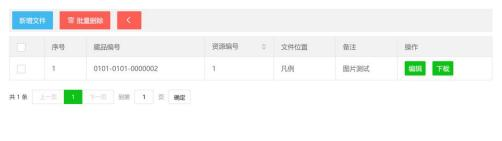 新增文件 批量删除
序号 藏品编号 资源编号 文件位置 备注 操作
1 0101-0101-0000002 1 凡例 图片测试 编辑 下载
共 1 条 上一页 1 下一页 到第 1 页 确定